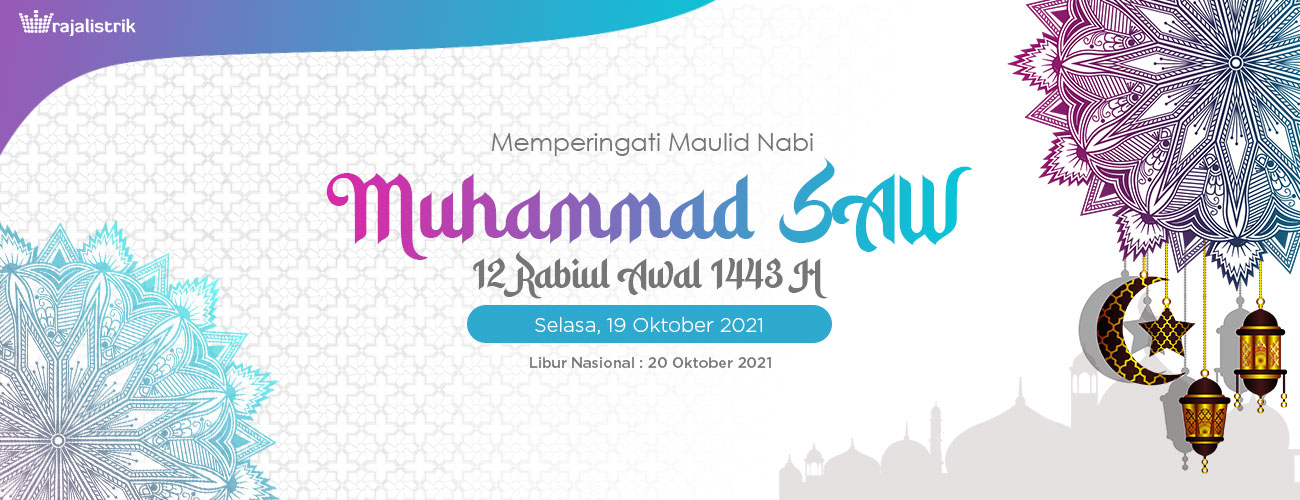 rajalistrik
Memperingati Maulid Nabi
Muhammad SAW
12 Rabiul Awal 1443 H
Selasa, 19 Oktober 2021
Libur Nasional : 20 Oktober 2021